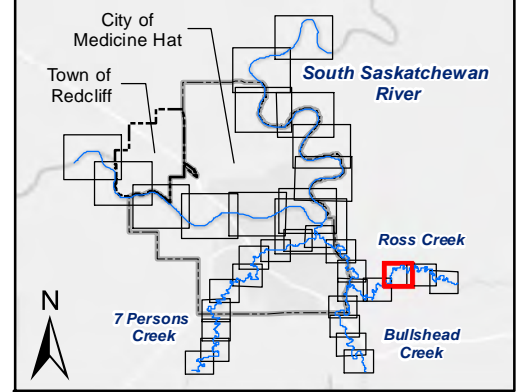 City of
Medicine Hat
Town of
Redcliff
South Saskatchewan
River
Ross Creek
7 Persons
Creek
Bullshead
Creek
N